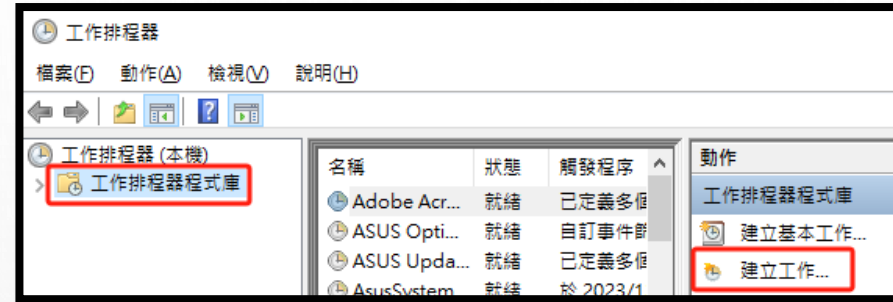 工作排程器
檔案(F) 動作(A) 檢視(V) 說明(H)
工作排程器 (本機)
工作排程器程式庫
名稱 狀態 觸發程序
Adobe Acr... 就緒 已定義多個
ASUS Opti... 就緒 自訂事件篩
ASUS Upda... 就緒 已定義多個
AsusSystem 就緒 於 2023/1
動作
工作排程器程式庫
建立基本工作...
建立工作...